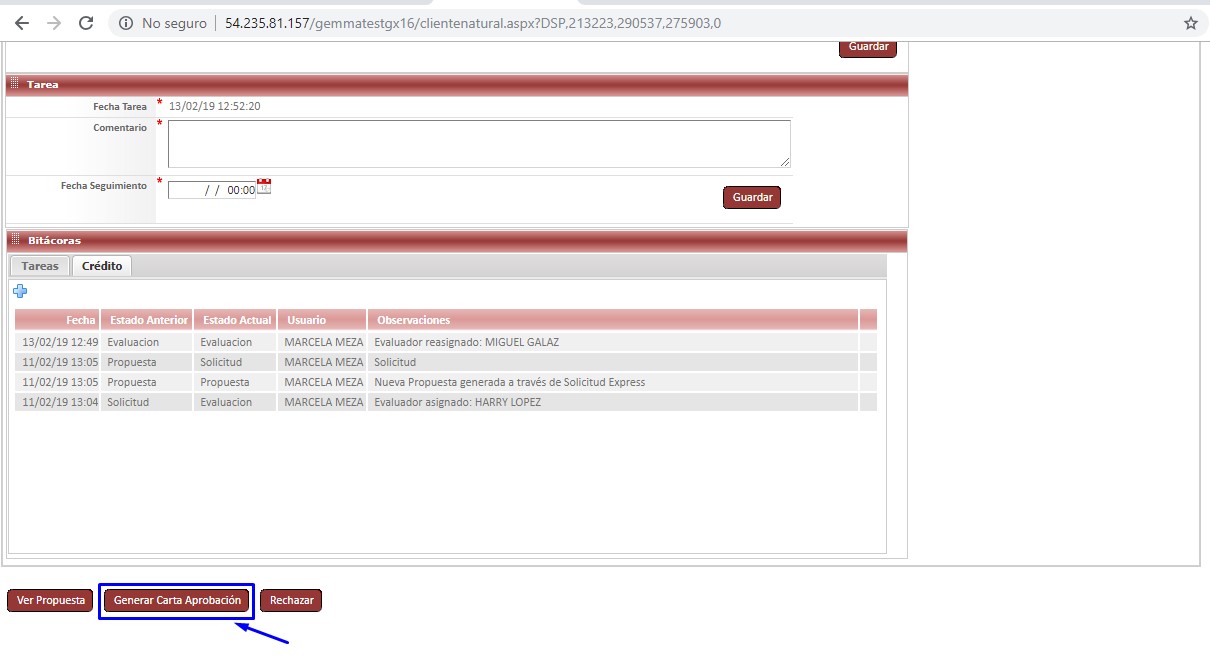 No seguro | 54.235.81.157/gemmatestgx16/clientenatural.aspx?DSP,213223,290537,275903,0
Guardar
Tarea
Fecha Tarea * 13/02/19 12:52:20
Comentario *
Fecha Seguimiento * / / 00:00
Guardar
Bitácoras
Tareas Crédito
Fecha Estado Anterior Estado Actual Usuario Observaciones
13/02/19 12:49 Evaluacion Evaluacion MARCELA MEZA Evaluador reasignado: MIGUEL GALAZ
11/02/19 13:05 Propuesta Solicitud MARCELA MEZA Solicitud
11/02/19 13:05 Propuesta Propuesta MARCELA MEZA Nueva Propuesta generada a través de Solicitud Express
11/02/19 13:04 Solicitud Evaluacion MARCELA MEZA Evaluador asignado: HARRY LOPEZ
Ver Propuesta Generar Carta Aprobación Rechazar